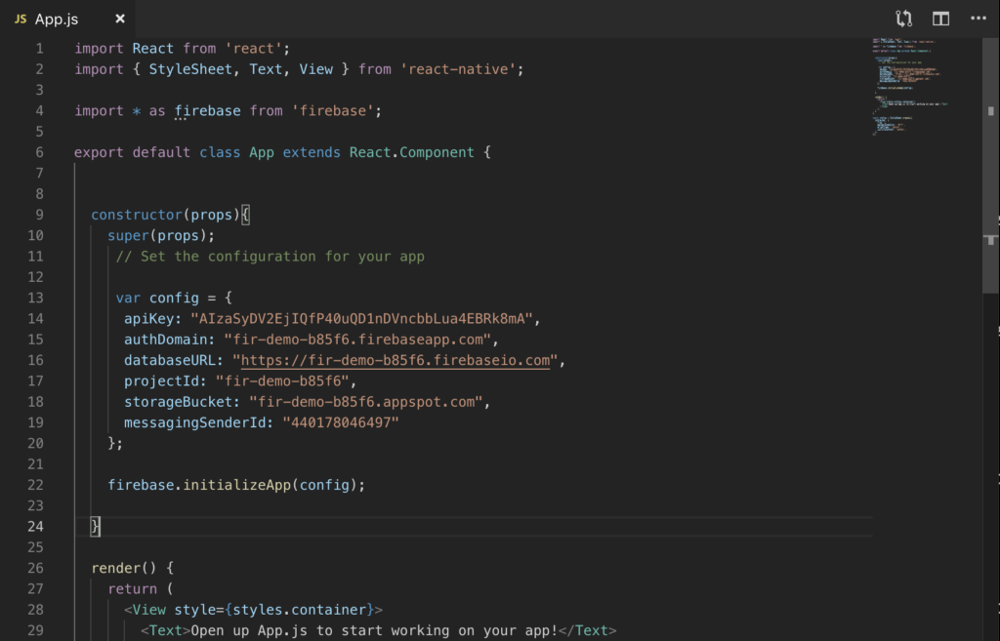 JS App.js ×
1 import React from 'react';
2 import { StyleSheet, Text, View } from 'react-native';
3
4 import * as firebase from 'firebase';
5
6 export default class App extends React.Component {
7
8
9 constructor(props){
10 super(props);
11 // Set the configuration for your app
12
13 var config = {
14 apiKey: "AIzaSyDV2EjIQfP40uQD1nDVncbbLua4EBRk8mA",
15 authDomain: "fir-demo-b85f6.firebaseapp.com",
16 databaseURL: "https://fir-demo-b85f6.firebaseio.com",
17 projectId: "fir-demo-b85f6",
18 storageBucket: "fir-demo-b85f6.appspot.com",
19 messagingSenderId: "440178046497"
20 };
21
22 firebase.initializeApp(config);
23
24 }
25
26 render() {
27 return (
28 <View style={styles.container}>
29 <Text>Open up App.js to start working on your app!</Text>